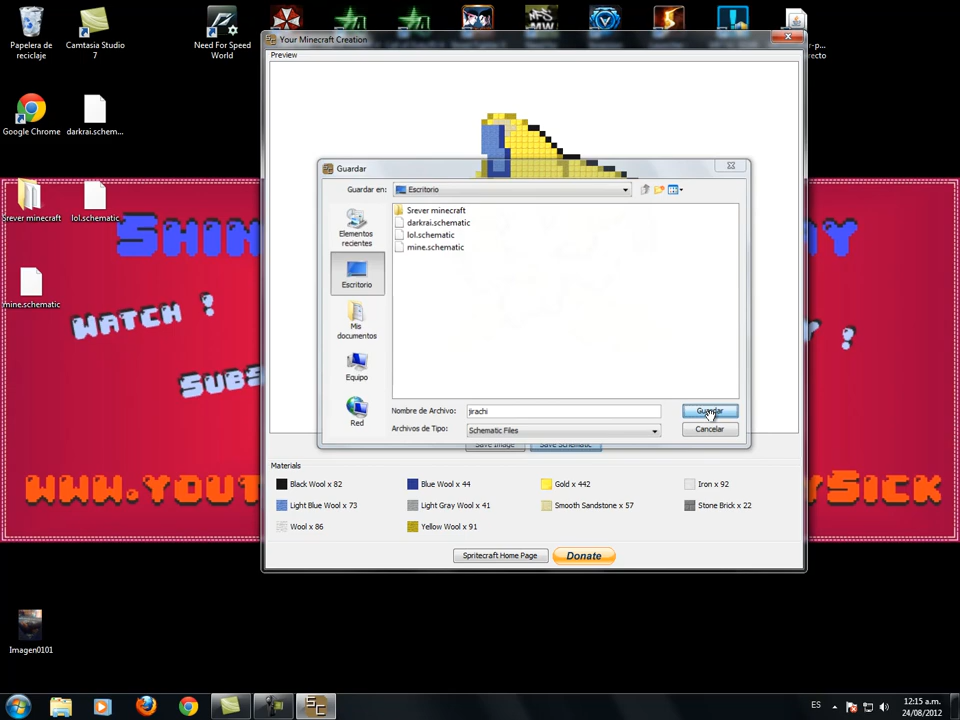 Papelera de
reciclaje
Camtasia Studio
7
Need For Speed
World
Google Chrome
darkrai.schem...
Srever minecraft
lol.schematic
mine.schematic
Imagen0101
WATCH !
Your Minecraft Creation
Preview
Guardar
Guardar en:
Escritorio
Elementos
recientes
Escritorio
Mis
documentos
Equipo
Red
Srever minecraft
darkrai.schematic
lol.schematic
mine.schematic
Nombre de Archivo:
jirachi
Guardar
Archivos de Tipo:
Schematic Files
Cancelar
Save Image
Save Schematic
Materials
Black Wool x 82
Blue Wool x 44
Gold x 442
Iron x 92
Light Blue Wool x 73
Light Gray Wool x 41
Smooth Sandstone x 57
Stone Brick x 22
Wool x 86
Yellow Wool x 91
Spritecraft Home Page
Donate
ES
12:15 a.m.
24/08/2012